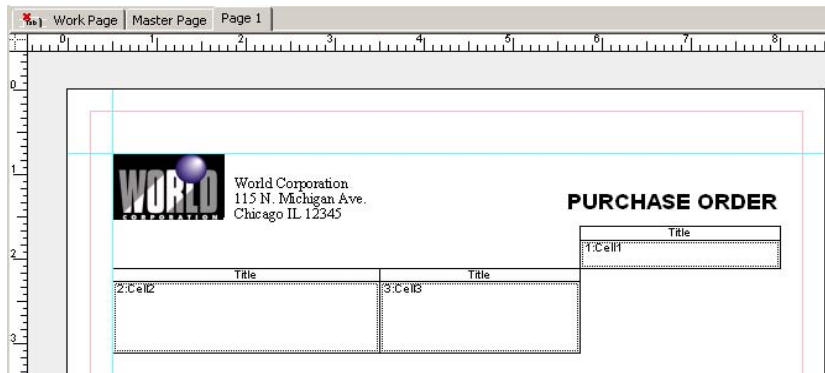 Work Page
Master Page
Page 1
0 1 2 3 4 5 6 7 8
0
1
2
3
WORLD
CORPORATION
World Corporation
115 N. Michigan Ave.
Chicago IL 12345
PURCHASE ORDER
Title
1:Cell1
Title
Title
2:Cell2
3:Cell3